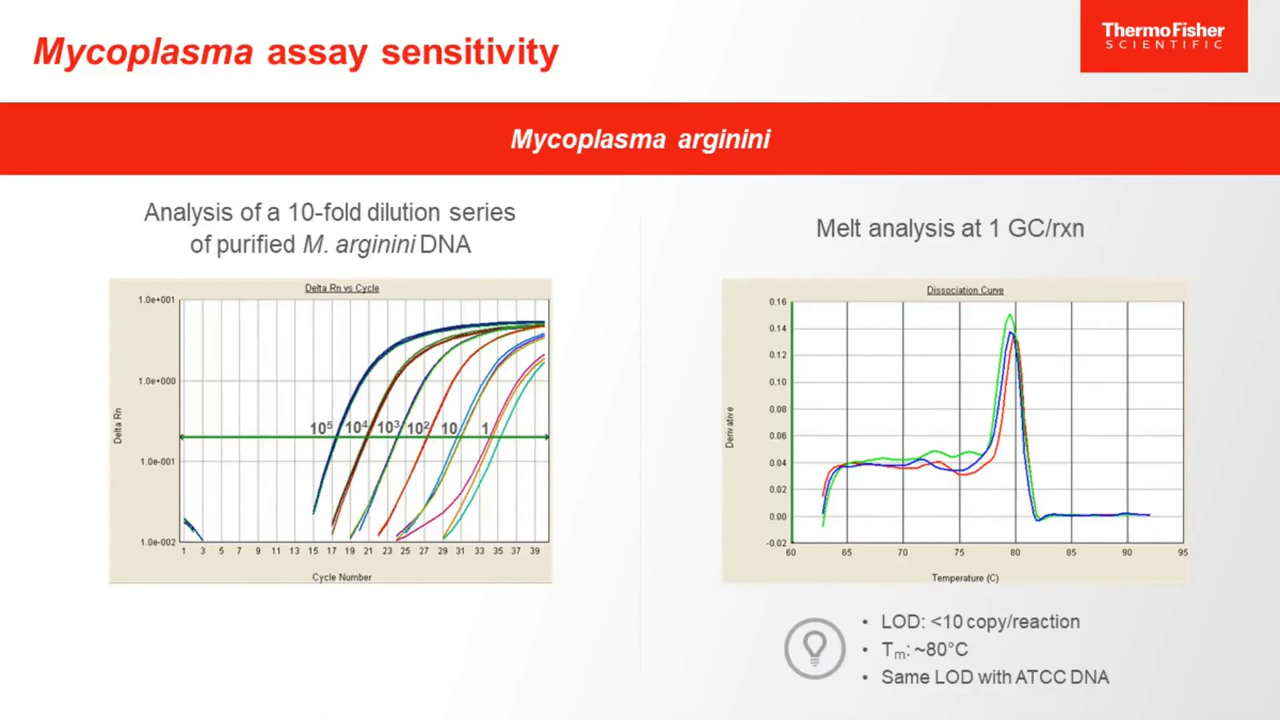 Mycoplasma assay sensitivity
ThermoFisher
SCIENTIFIC
Mycoplasma arginini
Analysis of a 10-fold dilution series
of purified M. arginini DNA
Delta Rn vs Cycle
1.0e+001
1.0e+000
1.0e-001
1.0e-002
Delta Rn
10⁵ 10⁴ 10³ 10² 10 1
1 3 5 7 9 11 13 15 17 19 21 23 25 27 29 31 33 35 37 39
Cycle Number
Melt analysis at 1 GC/rxn
Dissociation Curve
0.16
0.14
0.12
0.10
0.08
0.06
0.04
0.02
0.00
-0.02
Derivative
60 65 70 75 80 85 90 95
Temperature (C)
• LOD: <10 copy/reaction
• Tₘ: ~80°C
• Same LOD with ATCC DNA